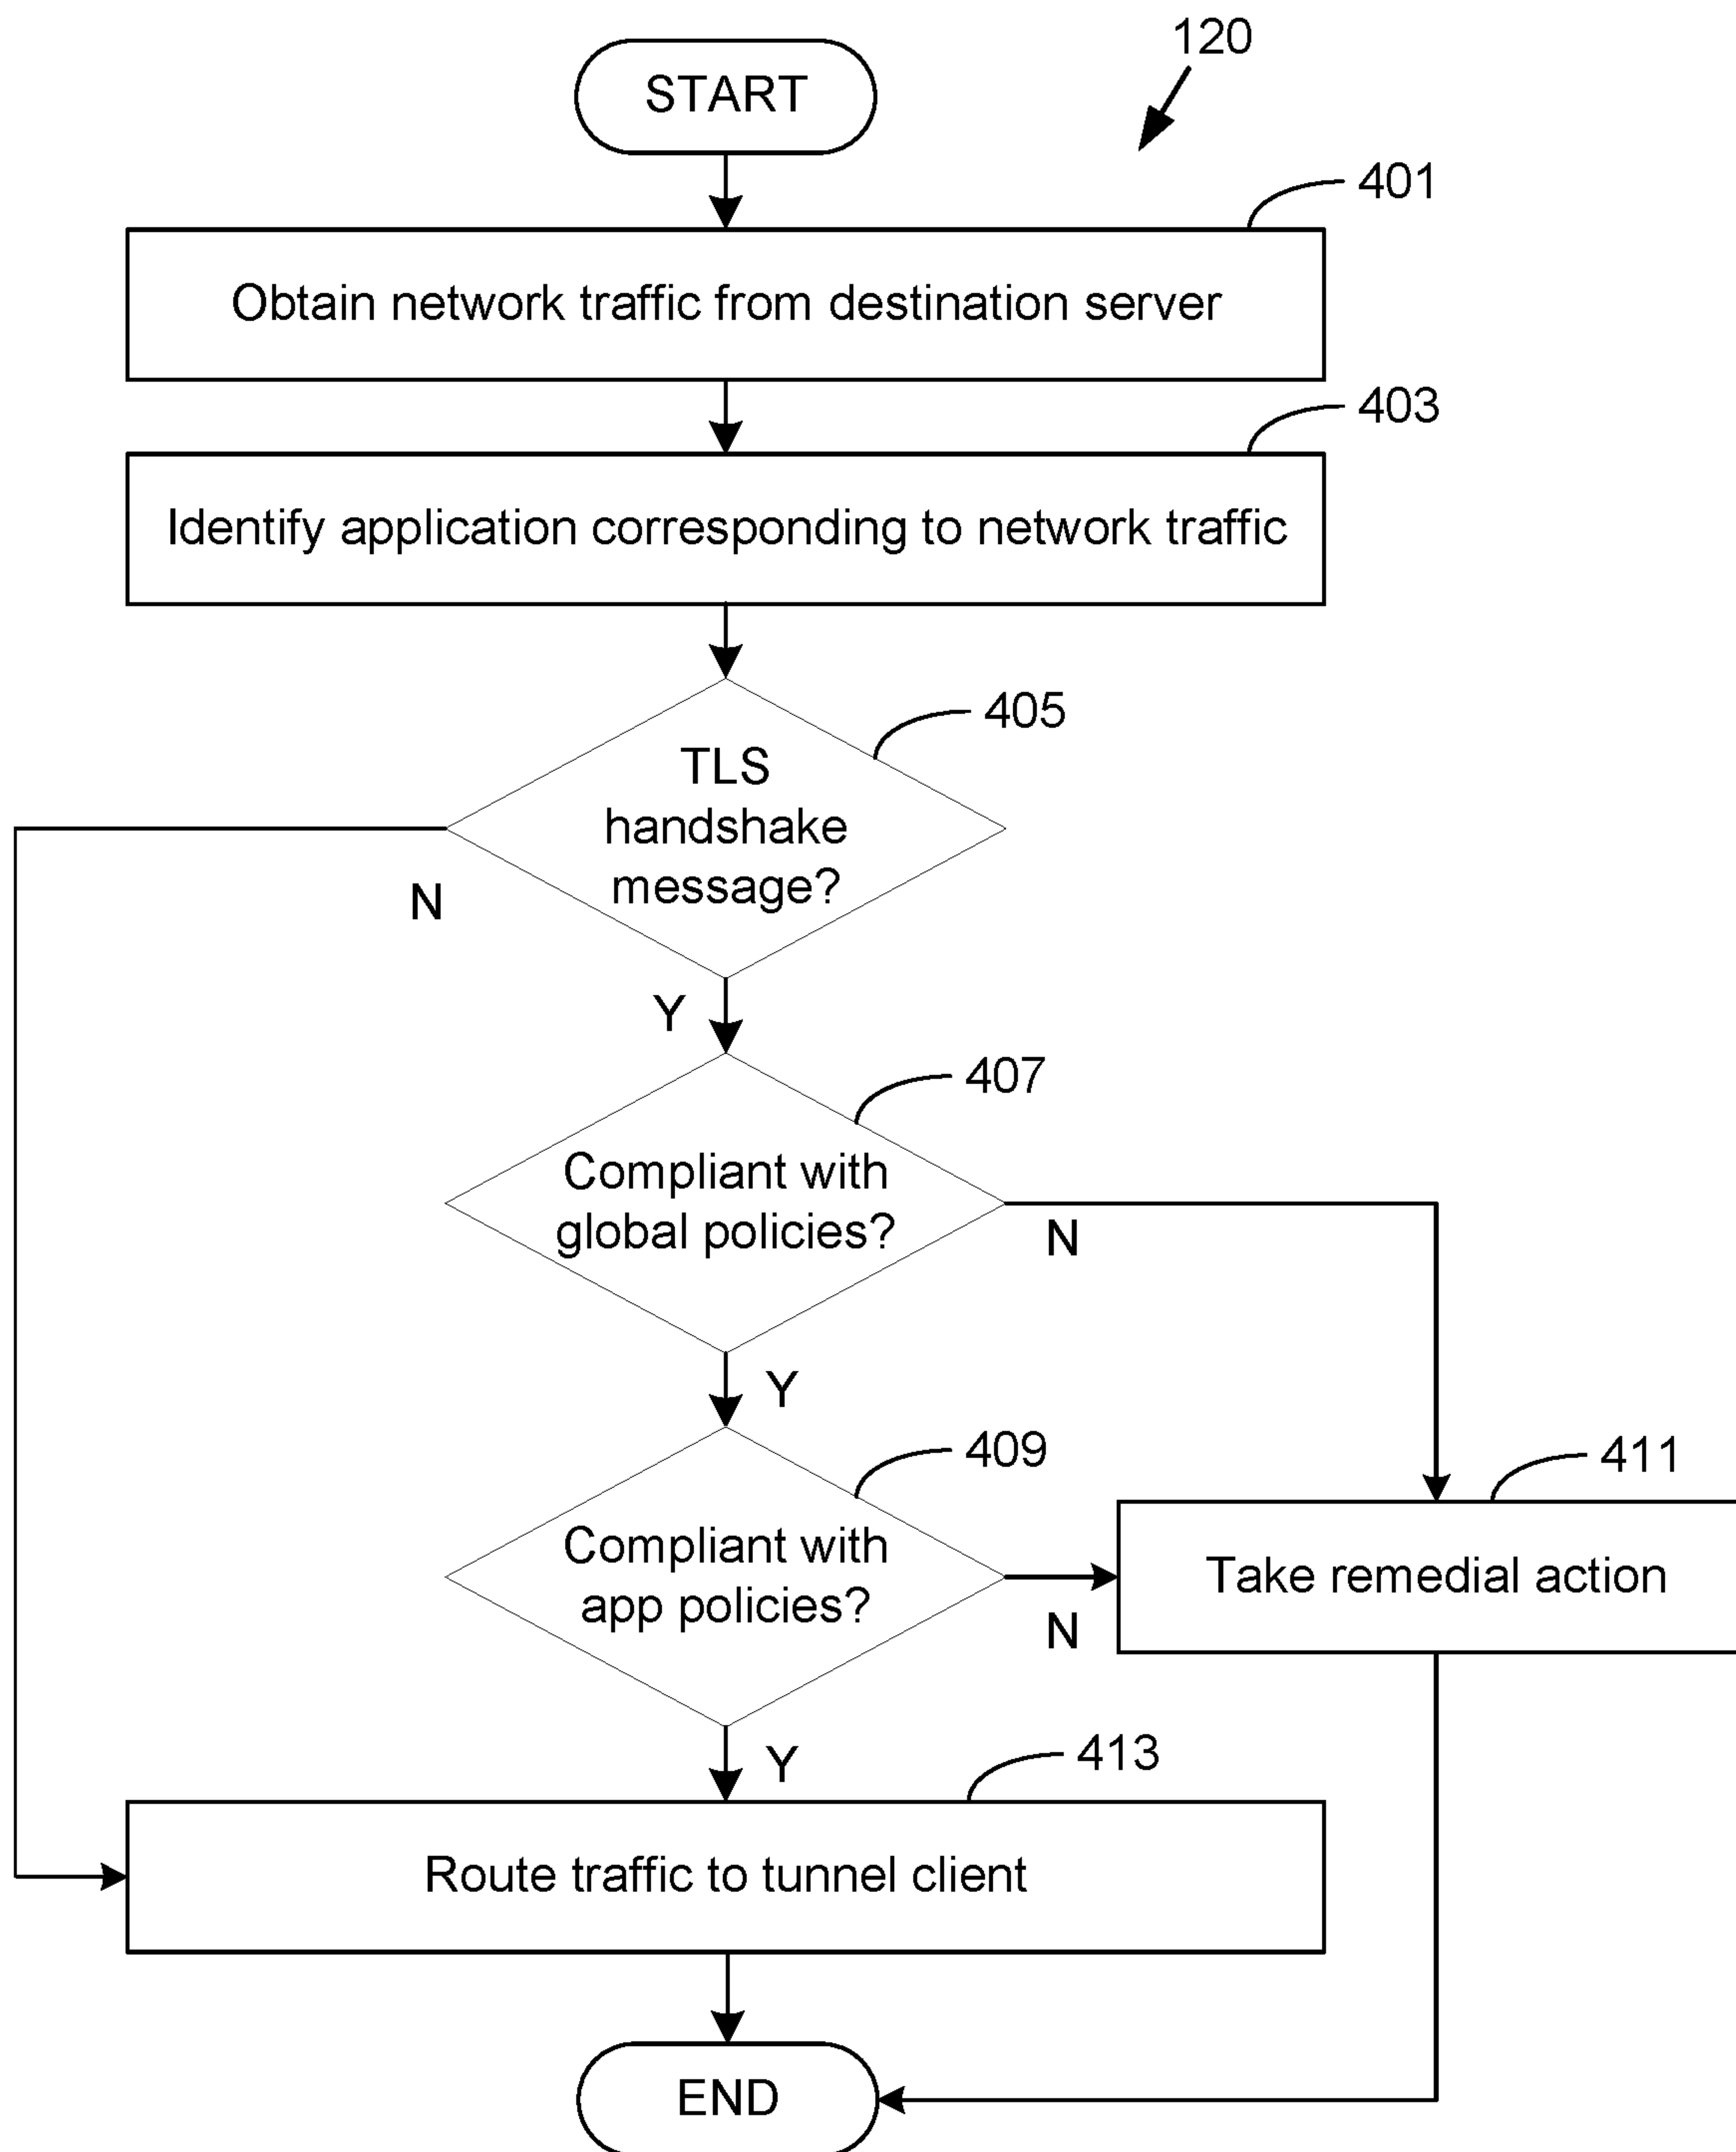 120
START
401
Obtain network traffic from destination server
403
Identify application corresponding to network traffic
405
TLS
handshake
message?
N
Y
407
Compliant with
global policies?
N
Y
409
Compliant with
app policies?
N
411
Take remedial action
Y
413
Route traffic to tunnel client
END